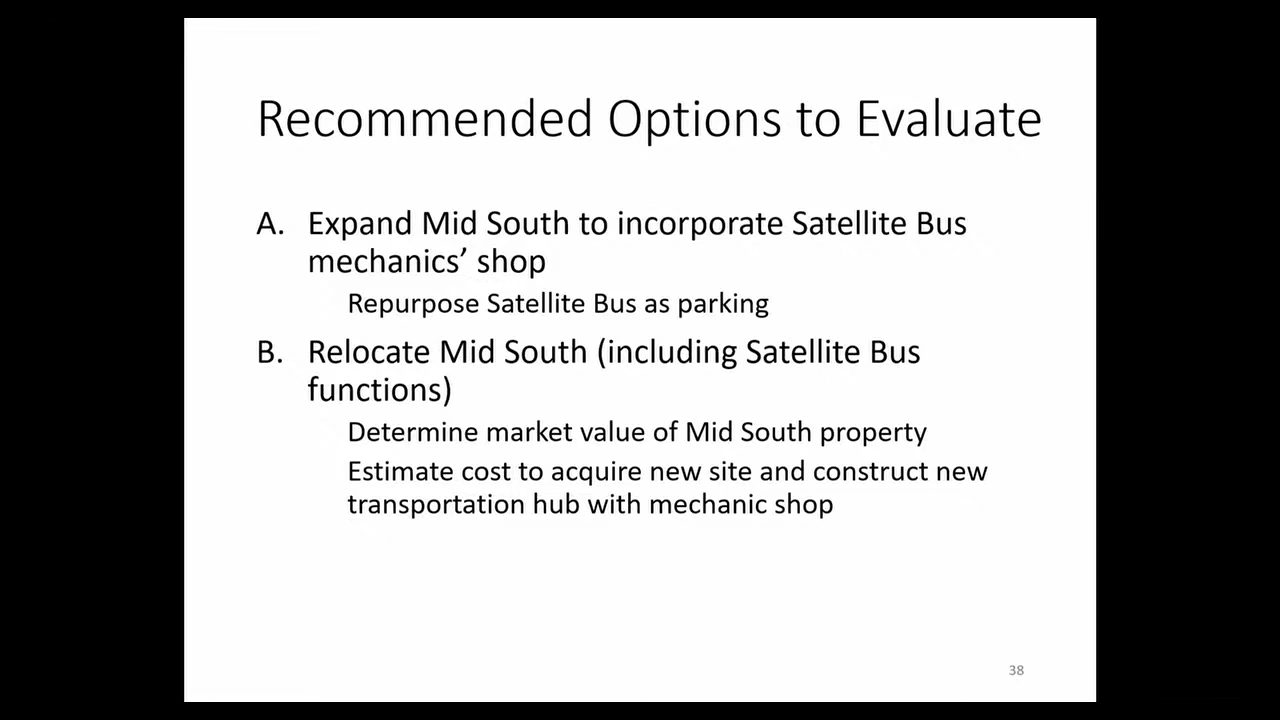 Recommended Options to Evaluate
A. Expand Mid South to incorporate Satellite Bus
mechanics’ shop
Repurpose Satellite Bus as parking
B. Relocate Mid South (including Satellite Bus
functions)
Determine market value of Mid South property
Estimate cost to acquire new site and construct new
transportation hub with mechanic shop
38